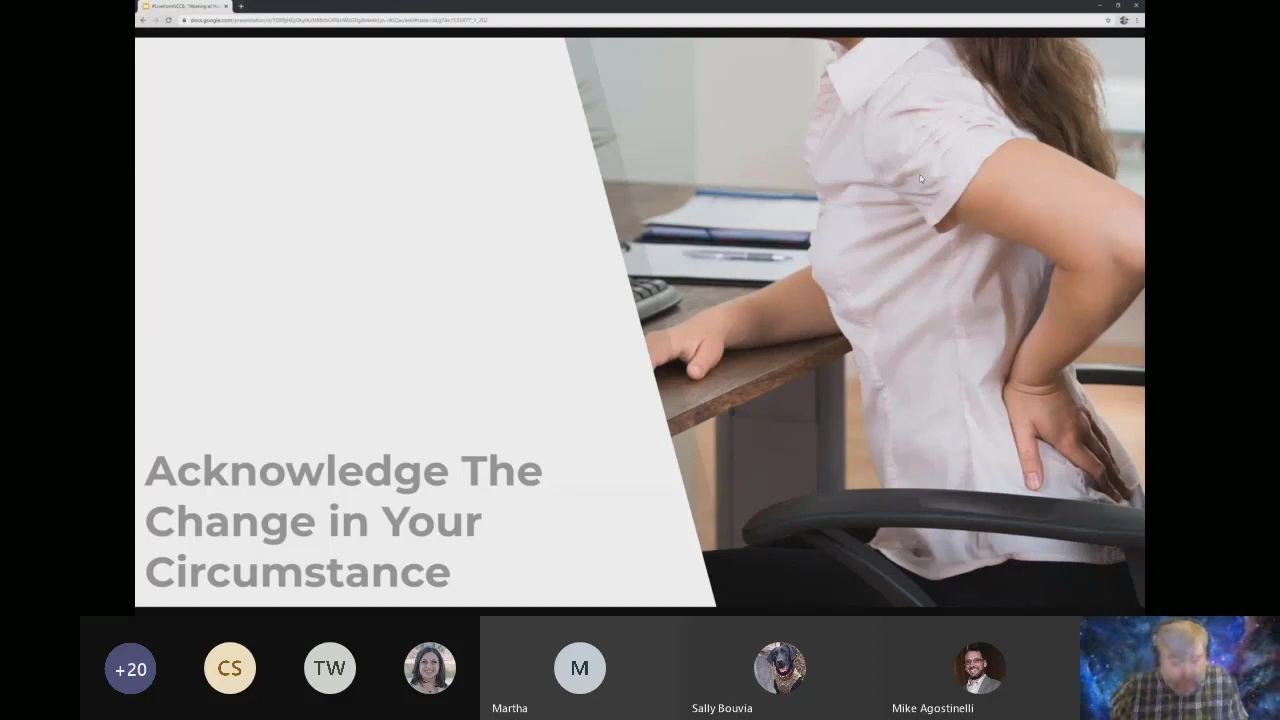 Acknowledge The
Change in Your
Circumstance
+20
CS
TW
M
Martha
Sally Bouvia
Mike Agostinelli